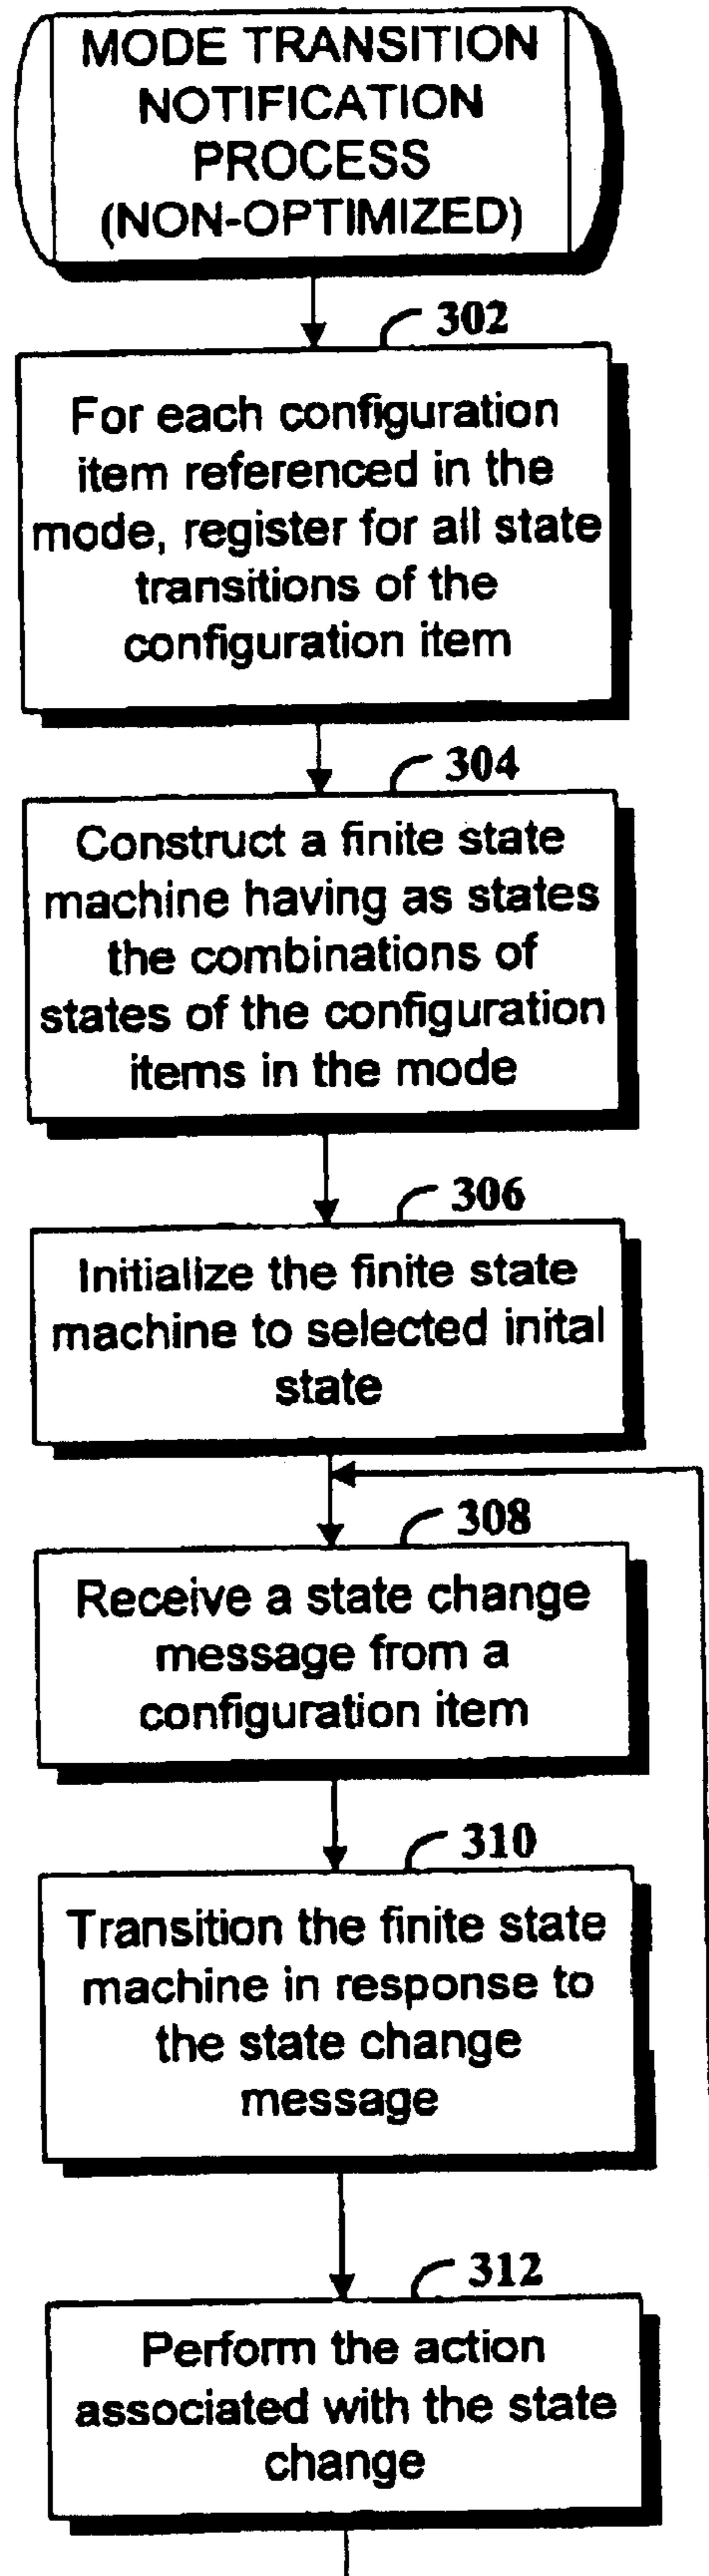 MODE TRANSITION
NOTIFICATION
PROCESS
(NON-OPTIMIZED)
302
For each configuration
item referenced in the
mode, register for all state
transitions of the
configuration item
304
Construct a finite state
machine having as states
the combinations of
states of the configuration
items in the mode
306
Initialize the finite state
machine to selected inital
state
308
Receive a state change
message from a
configuration item
310
Transition the finite state
machine in response to
the state change
message
312
Perform the action
associated with the state
change